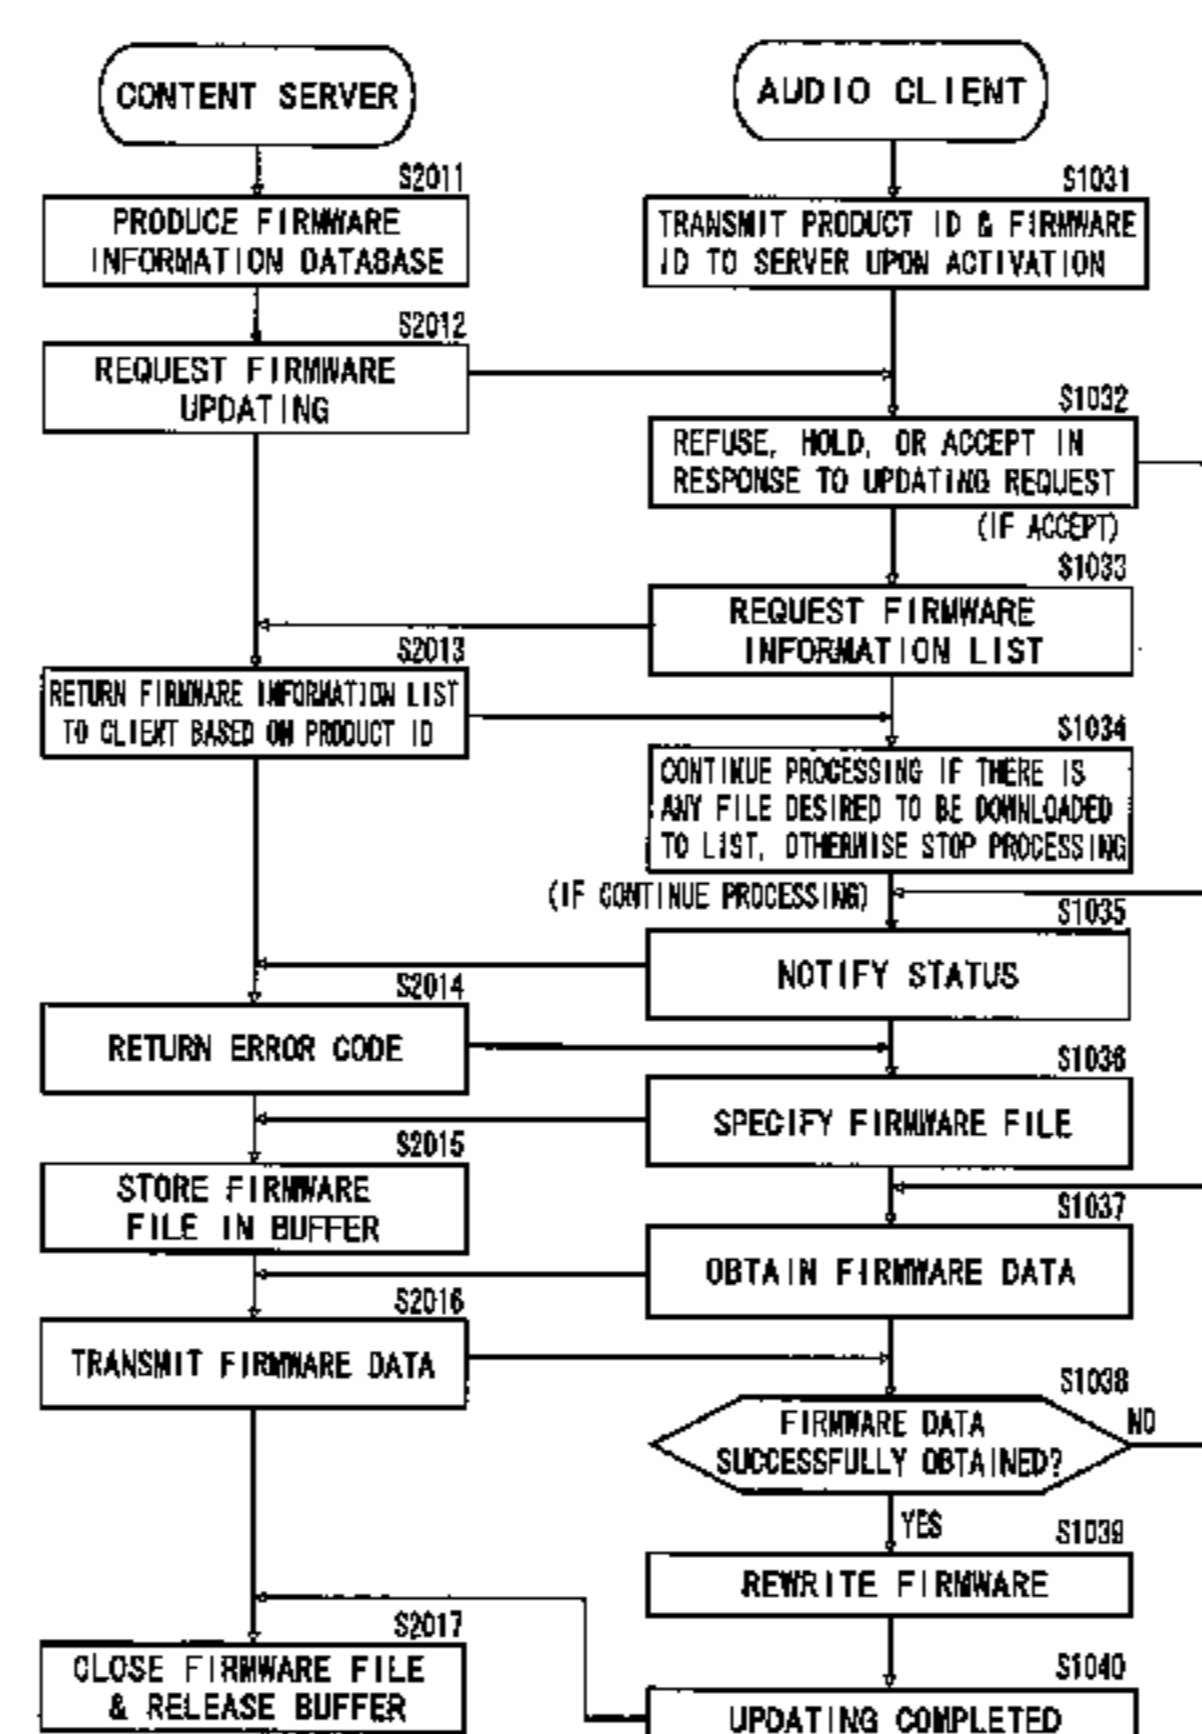 CONTENT SERVER
S2011
PRODUCE FIRMWARE
INFORMATION DATABASE
S2012
REQUEST FIRMWARE
UPDATING
S2013
RETURN FIRMWARE INFORMATION LIST
TO CLIENT BASED ON PRODUCT ID
S2014
RETURN ERROR CODE
S2015
STORE FIRMWARE
FILE IN BUFFER
S2016
TRANSMIT FIRMWARE DATA
S2017
CLOSE FIRMWARE FILE
& RELEASE BUFFER
AUDIO CLIENT
S1031
TRANSMIT PRODUCT ID & FIRMWARE
ID TO SERVER UPON ACTIVATION
S1032
REFUSE, HOLD, OR ACCEPT IN
RESPONSE TO UPDATING REQUEST
(IF ACCEPT)
S1033
REQUEST FIRMWARE
INFORMATION LIST
S1034
CONTINUE PROCESSING IF THERE IS
ANY FILE DESIRED TO BE DOWNLOADED
TO LIST, OTHERWISE STOP PROCESSING
(IF CONTINUE PROCESSING)
S1035
NOTIFY STATUS
S1036
SPECIFY FIRMWARE FILE
S1037
OBTAIN FIRMWARE DATA
S1038
FIRMWARE DATA
SUCCESSFULLY OBTAINED?
NO
YES
S1039
REWRITE FIRMWARE
S1040
UPDATING COMPLETED